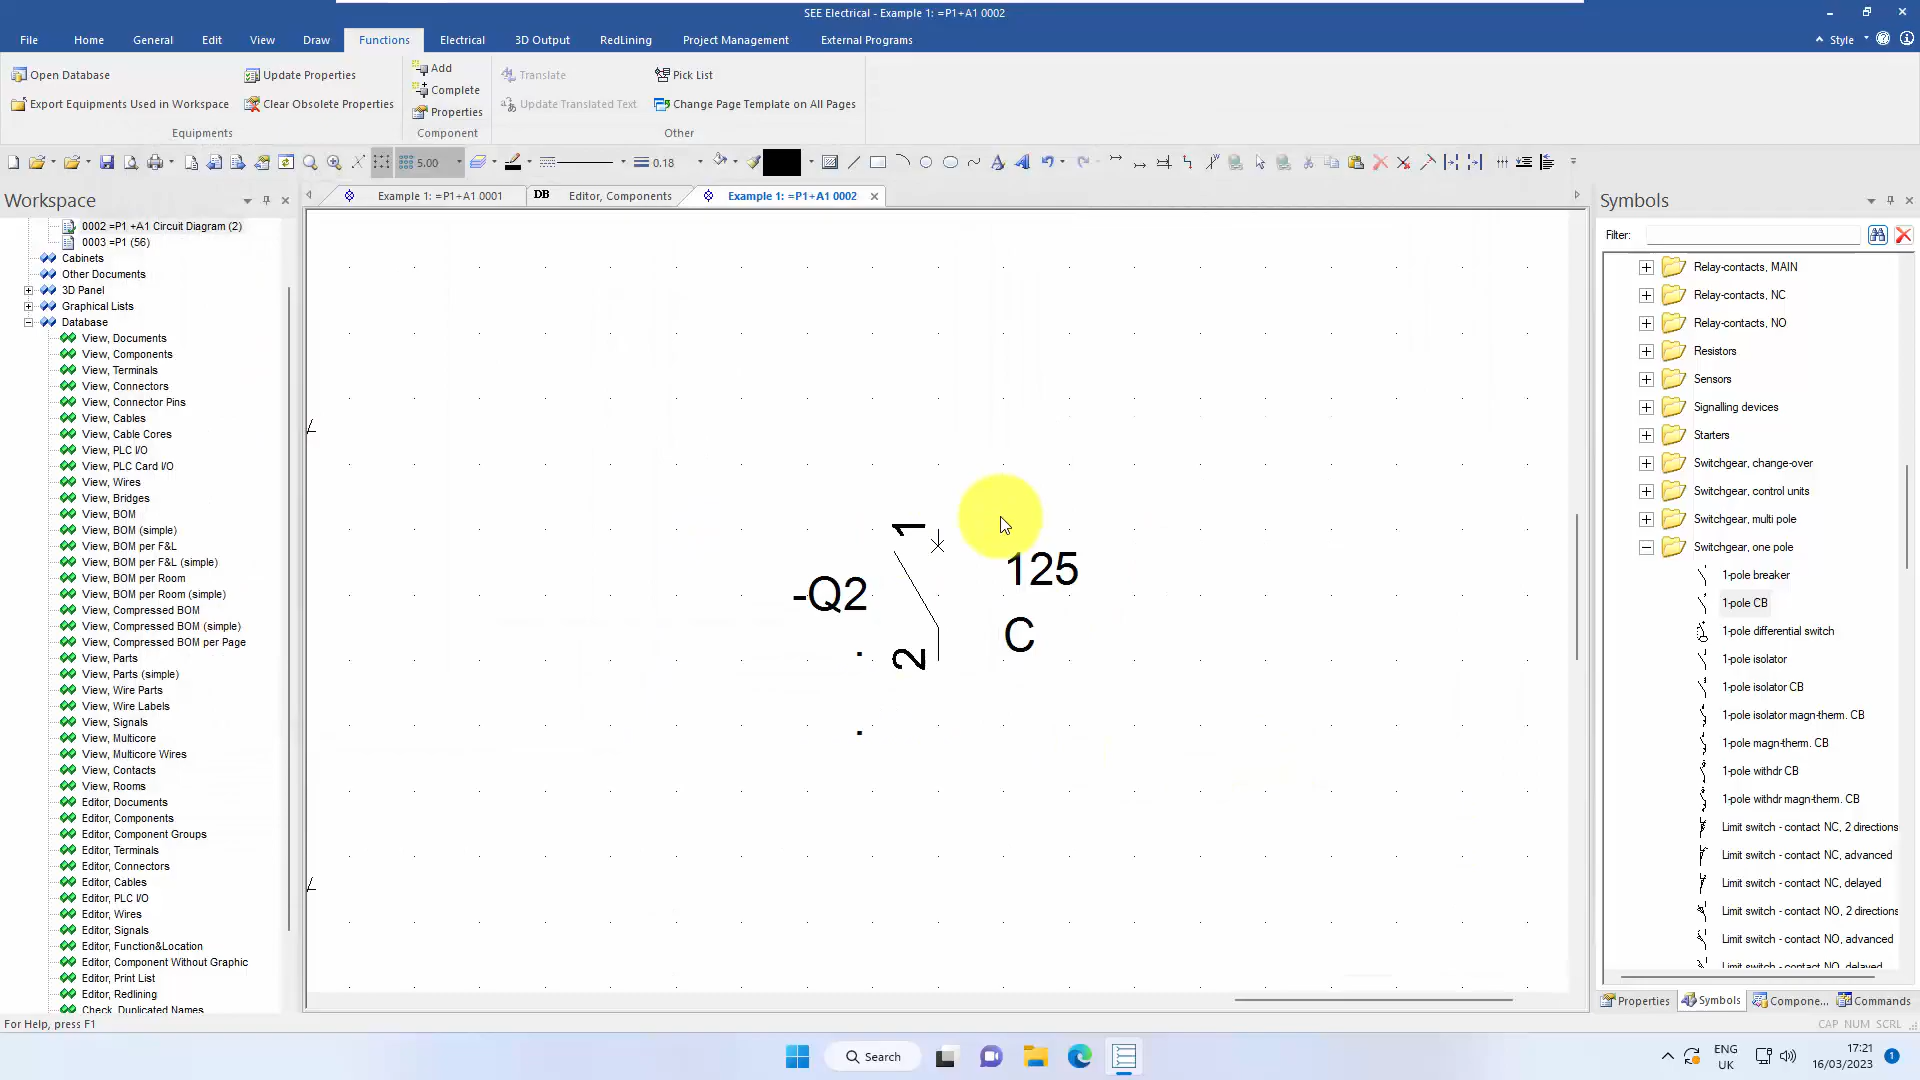 SEE Electrical - Example 1: =P1+A1 0002
File Home General Edit View Draw Functions Electrical 3D Output RedLining Project Management External Programs Style
Open Database Update Properties Add Translate Pick List
Export Equipments Used in Workspace Clear Obsolete Properties Complete Update Translated Text Change Page Template on All Pages
Properties
Equipments Component Other
5.00 0.18
Workspace
Example 1: =P1+A1 0001 DB Editor, Components Example 1: =P1+A1 0002
0002 =P1 +A1 Circuit Diagram (2)
0003 =P1 (56)
Cabinets
Other Documents
3D Panel
Graphical Lists
Database
View, Documents
View, Components
View, Terminals
View, Connectors
View, Connector Pins
View, Cables
View, Cable Cores
View, PLC I/O
View, PLC Card I/O
View, Wires
View, Bridges
View, BOM
View, BOM (simple)
View, BOM per F&L
View, BOM per F&L (simple)
View, BOM per Room
View, BOM per Room (simple)
View, Compressed BOM
View, Compressed BOM (simple)
View, Compressed BOM per Page
View, Parts
View, Parts (simple)
View, Wire Parts
View, Wire Labels
View, Signals
View, Multicore
View, Multicore Wires
View, Contacts
View, Rooms
Editor, Documents
Editor, Components
Editor, Component Groups
Editor, Terminals
Editor, Connectors
Editor, Cables
Editor, PLC I/O
Editor, Wires
Editor, Signals
Editor, Function&Location
Editor, Component Without Graphic
Editor, Print List
Editor, Redlining
Check, Duplicated Names
1
-Q2
125
C
2
Symbols
Filter:
Relay-contacts, MAIN
Relay-contacts, NC
Relay-contacts, NO
Resistors
Sensors
Signalling devices
Starters
Switchgear, change-over
Switchgear, control units
Switchgear, multi pole
Switchgear, one pole
1-pole breaker
1-pole CB
1-pole differential switch
1-pole isolator
1-pole isolator CB
1-pole isolator magn-therm. CB
1-pole magn-therm. CB
1-pole withdr CB
1-pole withdr magn-therm. CB
Limit switch - contact NC, 2 directions
Limit switch - contact NC, advanced
Limit switch - contact NC, delayed
Limit switch - contact NO, 2 directions
Limit switch - contact NO, advanced
Limit switch - contact NO, delayed
Properties Symbols Compone... Commands
For Help, press F1
CAP NUM SCRL
Search
ENG
UK
17:21
16/03/2023
1